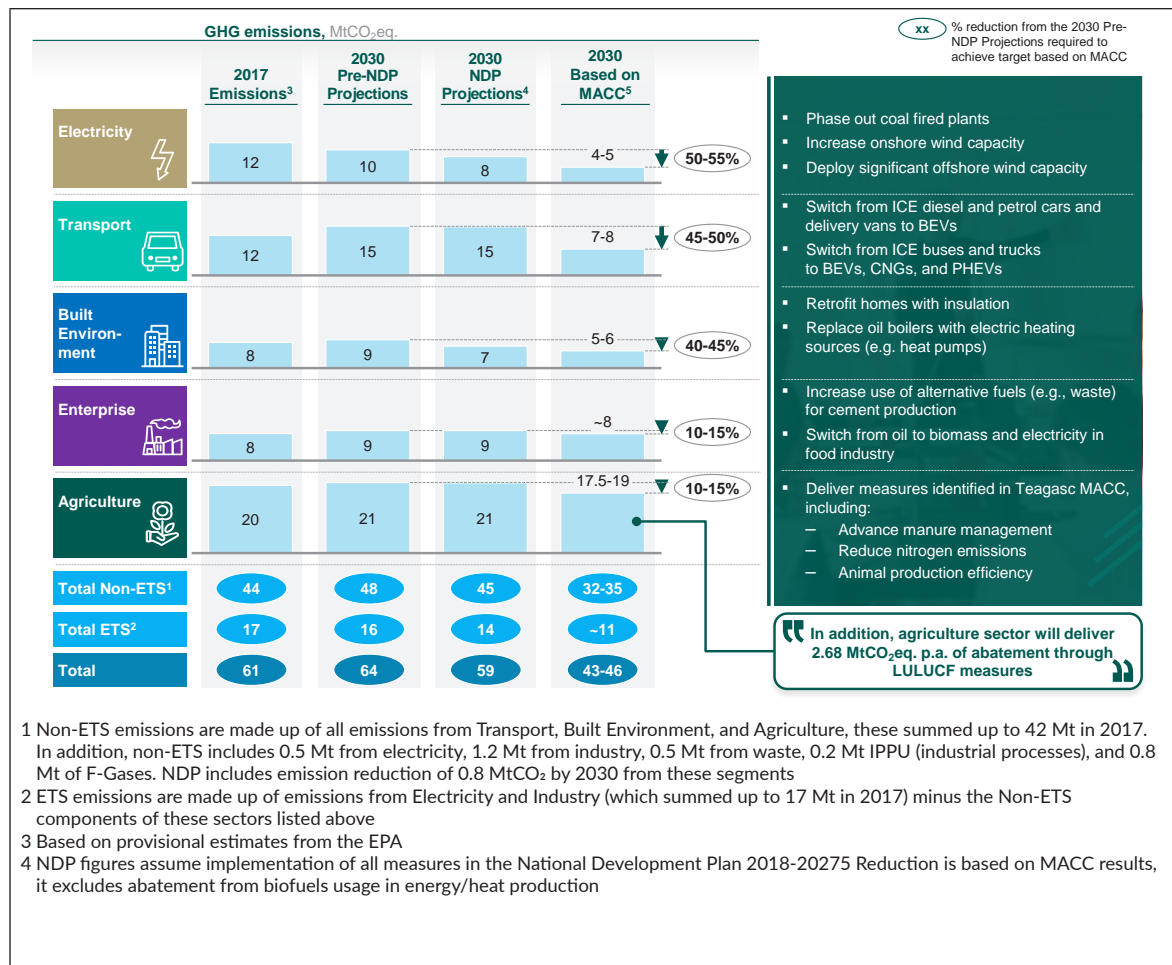 GHG emissions, MtCO₂eq.
xx
% reduction from the 2030 Pre-
NDP Projections required to
achieve target based on MACC
2017
Emissions³
2030
Pre-NDP
Projections
2030
NDP
Projections⁴
2030
Based on
MACC⁵
Electricity
12
10
8
4-5
50-55%
▪ Phase out coal fired plants
▪ Increase onshore wind capacity
▪ Deploy significant offshore wind capacity
Transport
12
15
15
7-8
45-50%
▪ Switch from ICE diesel and petrol cars and
delivery vans to BEVs
▪ Switch from ICE buses and trucks
to BEVs, CNGs, and PHEVs
Built
Environ-
ment
8
9
7
5-6
40-45%
▪ Retrofit homes with insulation
▪ Replace oil boilers with electric heating
sources (e.g. heat pumps)
Enterprise
8
9
9
~8
10-15%
▪ Increase use of alternative fuels (e.g., waste)
for cement production
▪ Switch from oil to biomass and electricity in
food industry
Agriculture
20
21
21
17.5-19
10-15%
▪ Deliver measures identified in Teagasc MACC,
including:
— Advance manure management
— Reduce nitrogen emissions
— Animal production efficiency
Total Non-ETS¹
44
48
45
32-35
Total ETS²
17
16
14
~11
Total
61
64
59
43-46
In addition, agriculture sector will deliver
2.68 MtCO₂eq. p.a. of abatement through
LULUCF measures
1 Non-ETS emissions are made up of all emissions from Transport, Built Environment, and Agriculture, these summed up to 42 Mt in 2017.
In addition, non-ETS includes 0.5 Mt from electricity, 1.2 Mt from industry, 0.5 Mt from waste, 0.2 Mt IPPU (industrial processes), and 0.8
Mt of F-Gases. NDP includes emission reduction of 0.8 MtCO₂ by 2030 from these segments
2 ETS emissions are made up of emissions from Electricity and Industry (which summed up to 17 Mt in 2017) minus the Non-ETS
components of these sectors listed above
3 Based on provisional estimates from the EPA
4 NDP figures assume implementation of all measures in the National Development Plan 2018-20275 Reduction is based on MACC results,
it excludes abatement from biofuels usage in energy/heat production